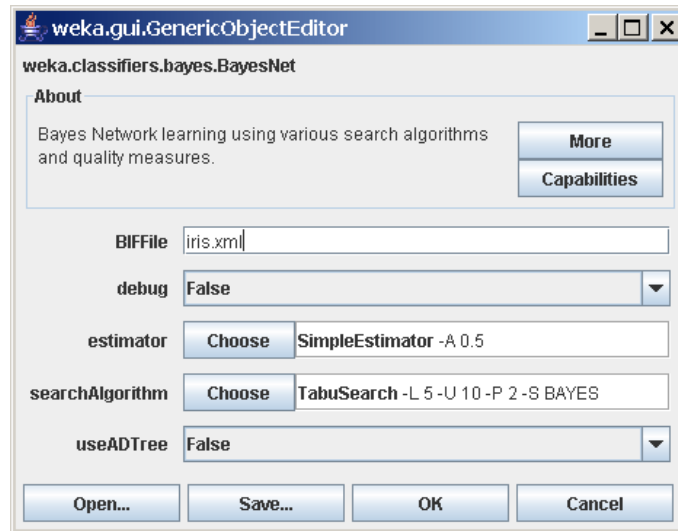 weka.gui.GenericObjectEditor
weka.classifiers.bayes.BayesNet
About
Bayes Network learning using various search algorithms
and quality measures.
More
Capabilities
BIFFile iris.xml
debug False
estimator Choose SimpleEstimator -A 0.5
searchAlgorithm Choose TabuSearch -L 5 -U 10 -P 2 -S BAYES
useADTree False
Open... Save... OK Cancel